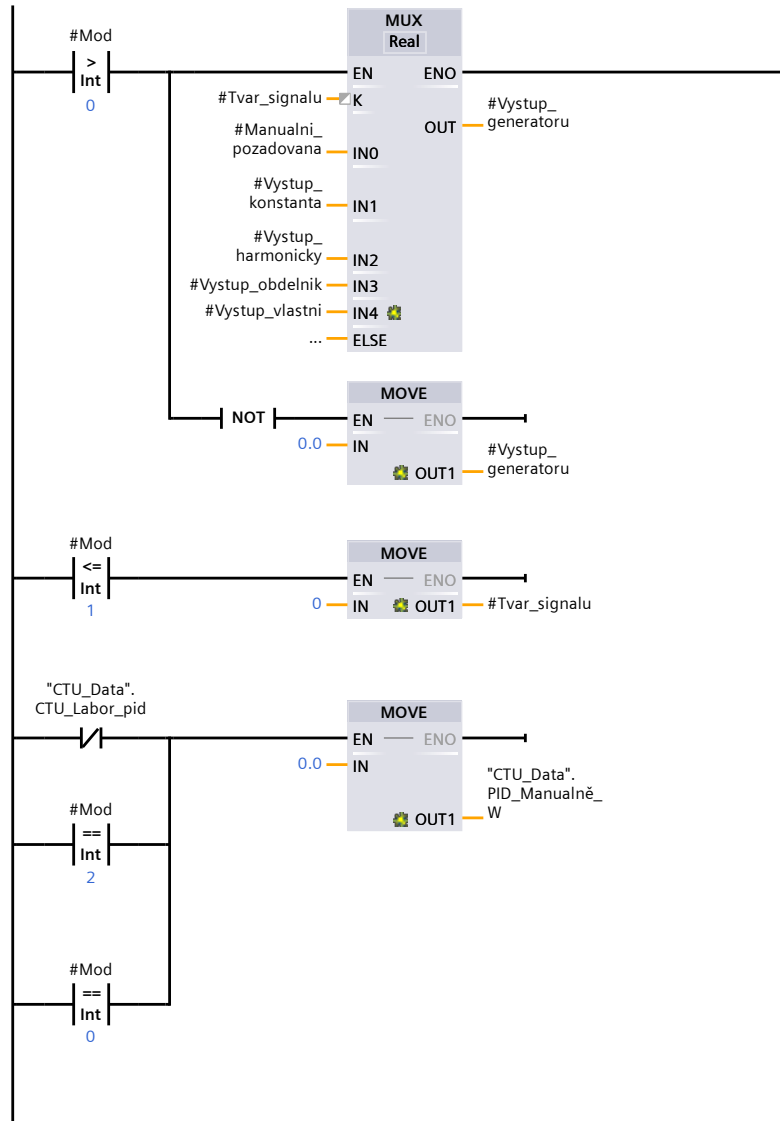 #Mod
>
Int
0
MUX
Real
EN ENO
#Tvar_signalu K
#Vystup_
generatoru
OUT
#Manualni_
pozadovana IN0
#Vystup_
konstanta IN1
#Vystup_
harmonicky IN2
#Vystup_obdelnik IN3
#Vystup_vlastni IN4
... ELSE
NOT
MOVE
EN ENO
0.0 IN
#Vystup_
generatoru
OUT1
#Mod
<=
Int
1
MOVE
EN ENO
0 IN OUT1 #Tvar_signalu
"CTU_Data".
CTU_Labor_pid
MOVE
EN ENO
0.0 IN
"CTU_Data".
PID_Manualně_
W
OUT1
#Mod
==
Int
2
#Mod
==
Int
0